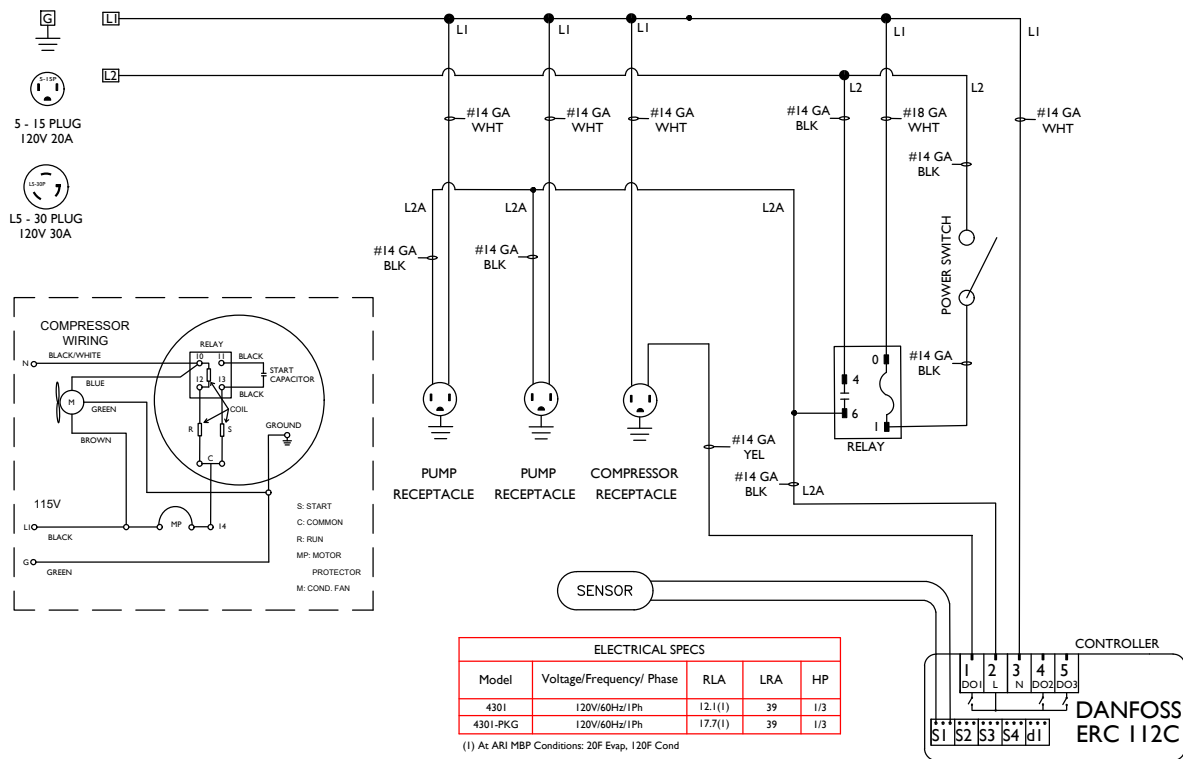 G
L1
5-15P
5 - 15 PLUG
120V 20A
L5-30P
L5 - 30 PLUG
120V 30A
L2
L1
L1
L1
L1
L1
L2
L2
#14 GA
WHT
#14 GA
WHT
#14 GA
WHT
#14 GA
BLK
#18 GA
WHT
#14 GA
WHT
#14 GA
BLK
L2A
L2A
L2A
#14 GA
BLK
#14 GA
BLK
POWER SWITCH
#14 GA
BLK
0
4
6
1
RELAY
PUMP
RECEPTACLE
PUMP
RECEPTACLE
COMPRESSOR
RECEPTACLE
#14 GA
YEL
#14 GA
BLK
L2A
COMPRESSOR
WIRING
N
BLACK/WHITE
BLUE
M
GREEN
BROWN
RELAY
10
11
12
13
BLACK
START
CAPACITOR
BLACK
COIL
R
S
GROUND
C
115V
L1
BLACK
MP
14
G
GREEN
S: START
C: COMMON
R: RUN
MP: MOTOR
PROTECTOR
M: COND. FAN
SENSOR
ELECTRICAL SPECS
Model Voltage/Frequency/ Phase RLA LRA HP
4301 120V/60Hz/1Ph 12.1(1) 39 1/3
4301-PKG 120V/60Hz/1Ph 17.7(1) 39 1/3
(1) At ARI MBP Conditions: 20F Evap, 120F Cond
CONTROLLER
1 2 3 4 5
DO1 L N DO2 DO3
S1 S2 S3 S4 d1
DANFOSS
ERC 112C